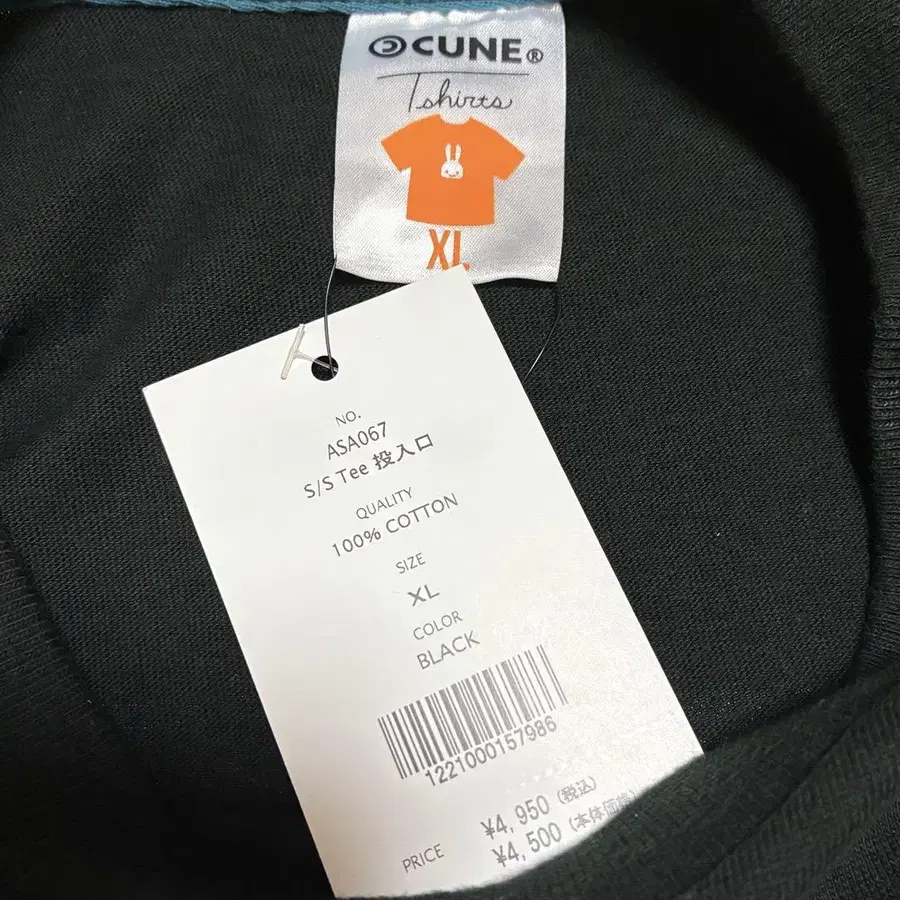 CUNE®
Tshirts
XL
NO.
ASA067
S/S Tee 投入口
QUALITY
100% COTTON
SIZE
XL
COLOR
BLACK
1221000157986
¥4,950 (税込)
PRICE ¥4,500 (本体価格)